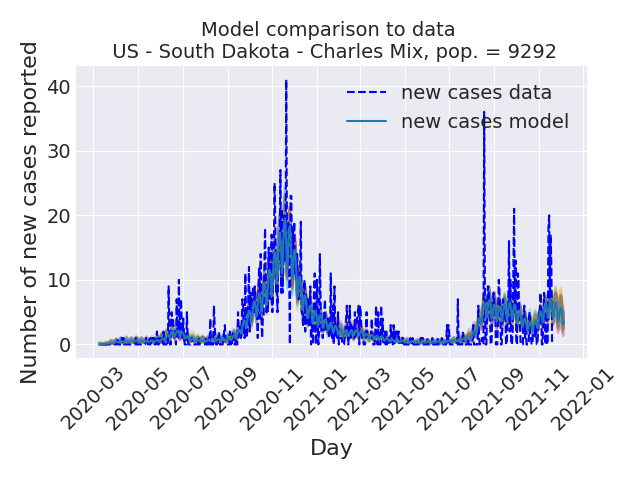 Model comparison to data
US - South Dakota - Charles Mix, pop. = 9292
Number of new cases reported
40
30
20
10
0
new cases data
new cases model
2020-03
2020-05
2020-07
2020-09
2020-11
2021-01
2021-03
2021-05
2021-07
2021-09
2021-11
2022-01
Day